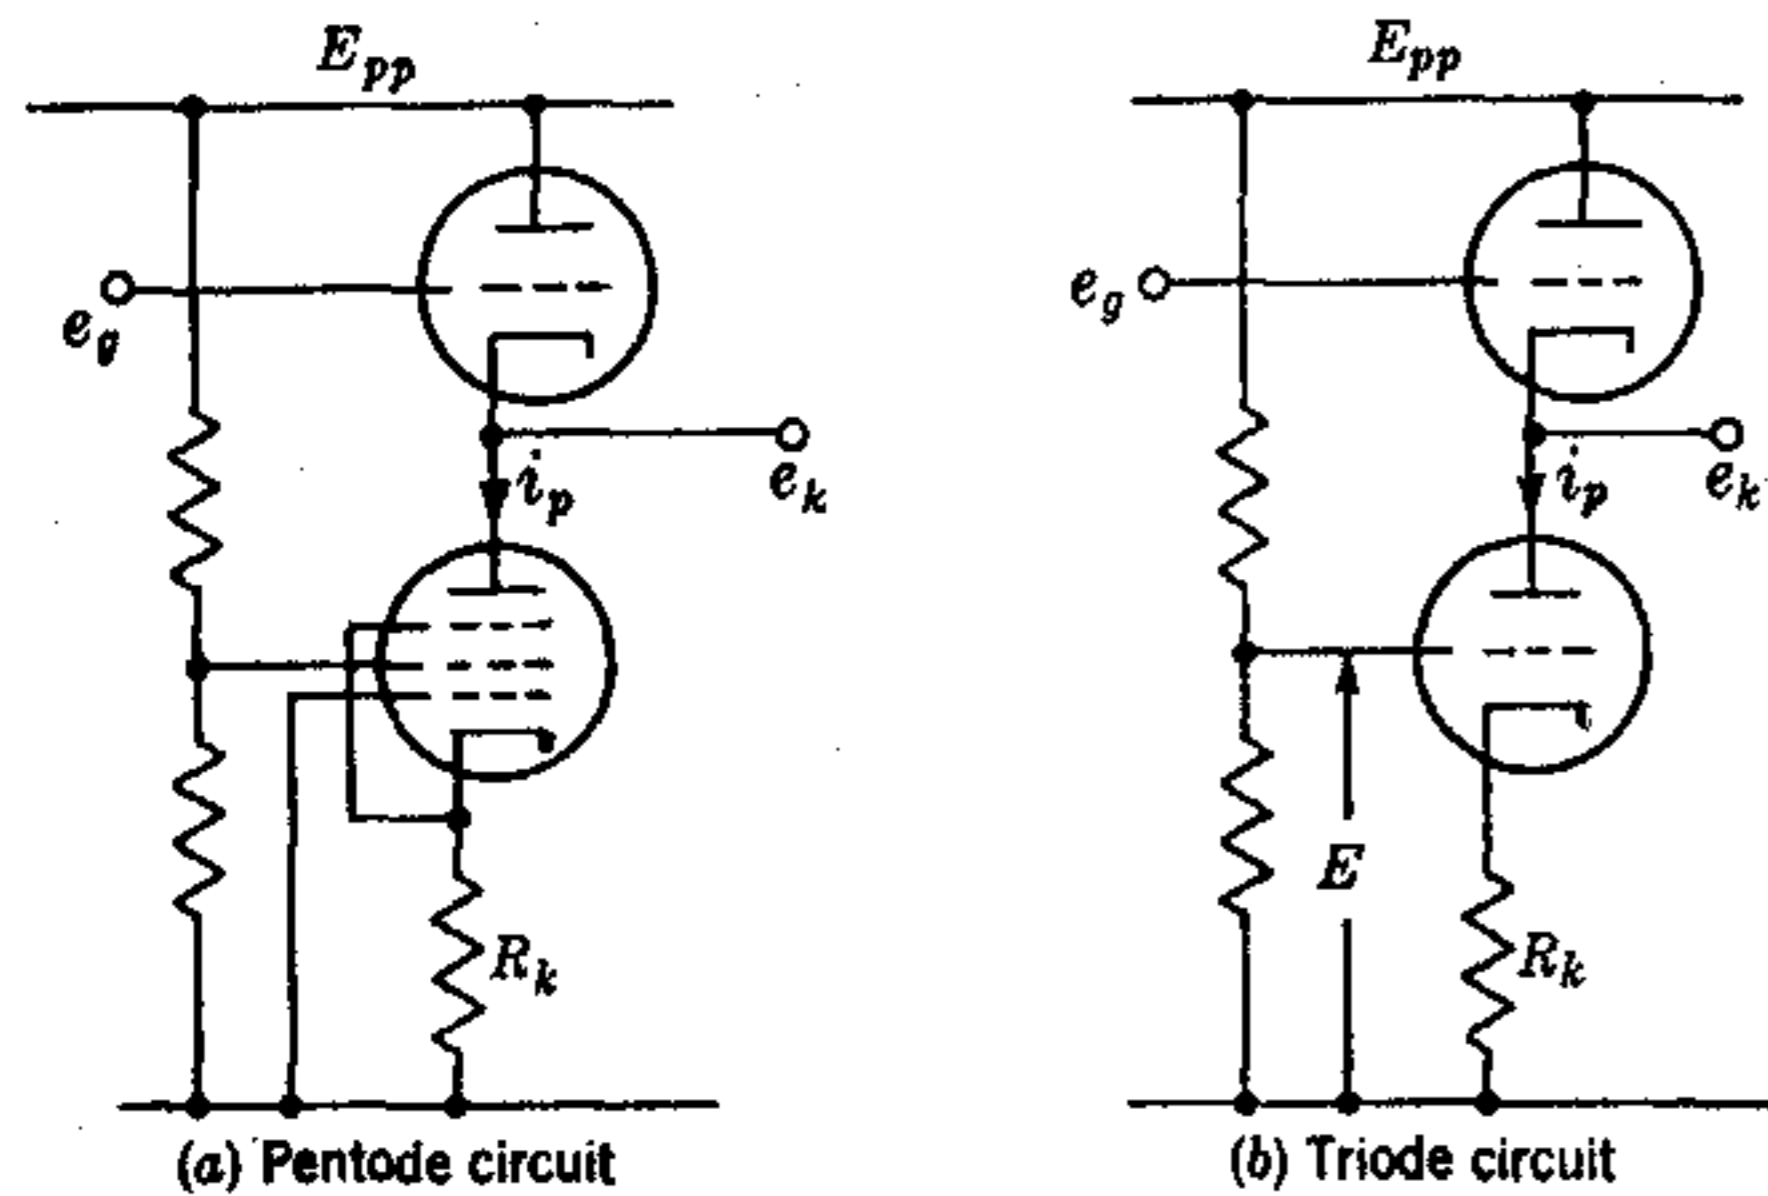 E_pp E_pp
e_g e_g
e_k e_k
i_p i_p
E
R_k R_k
(a) Pentode circuit (b) Triode circuit